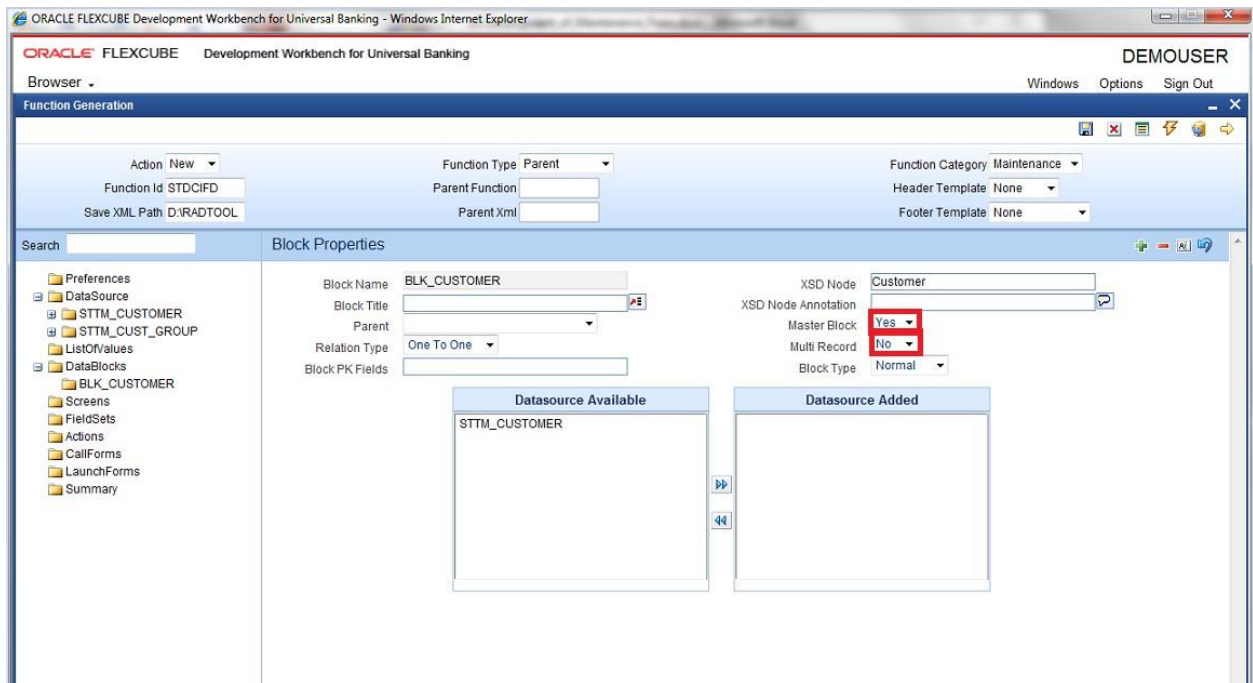 ORACLE FLEXCUBE Development Workbench for Universal Banking - Windows Internet Explorer
ORACLE FLEXCUBE Development Workbench for Universal Banking DEMOUSER
Browser Windows Options Sign Out
Function Generation
Action New Function Type Parent Function Category Maintenance
Function Id STDCIFD Parent Function Header Template None
Save XML Path D:\RADTOOL Parent Xml Footer Template None
Search Block Properties
Preferences
DataSource
STTM_CUSTOMER
STTM_CUST_GROUP
ListOfValues
DataBlocks
BLK_CUSTOMER
Screens
FieldSets
Actions
CallForms
LaunchForms
Summary
Block Name BLK_CUSTOMER XSD Node Customer
Block Title XSD Node Annotation
Parent Master Block Yes
Relation Type One To One Multi Record No
Block PK Fields Block Type Normal
Datasource Available Datasource Added
STTM_CUSTOMER